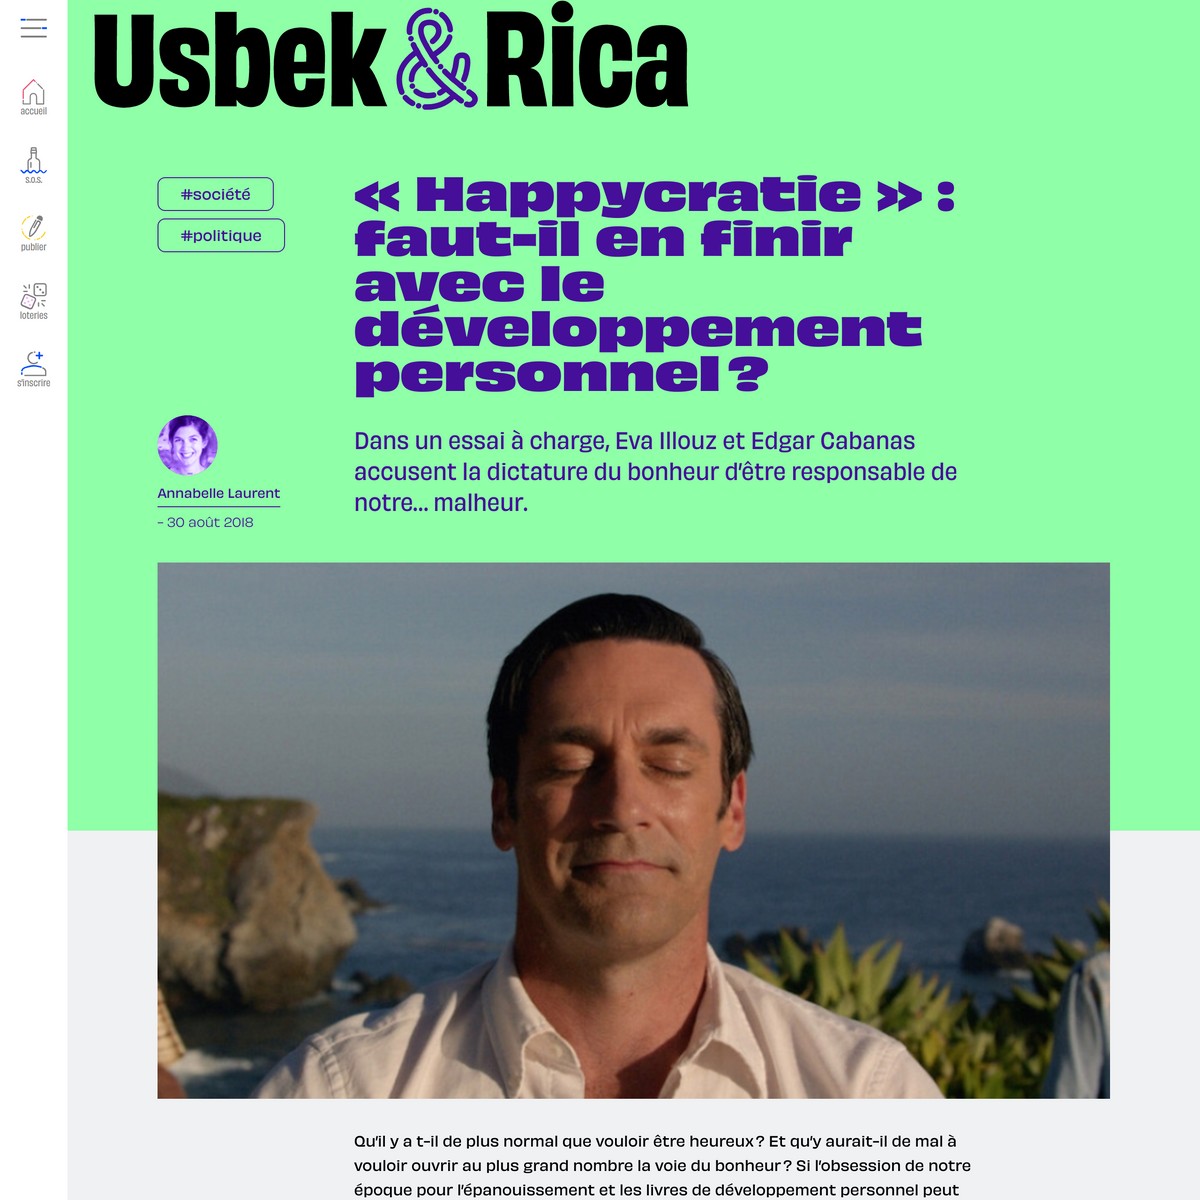 Usbek & Rica
accueil
s.o.s.
publier
loteries
s'inscrire
#société
#politique
« Happycratie » :
faut-il en finir
avec le
développement
personnel ?
Annabelle Laurent
- 30 août 2018
Dans un essai à charge, Eva Illouz et Edgar Cabanas
accusent la dictature du bonheur d'être responsable de
notre... malheur.
Qu'il y a t-il de plus normal que vouloir être heureux ? Et qu'y aurait-il de mal à
vouloir ouvrir au plus grand nombre la voie du bonheur ? Si l'obsession de notre
époque pour l'épanouissement et les livres de développement personnel peut